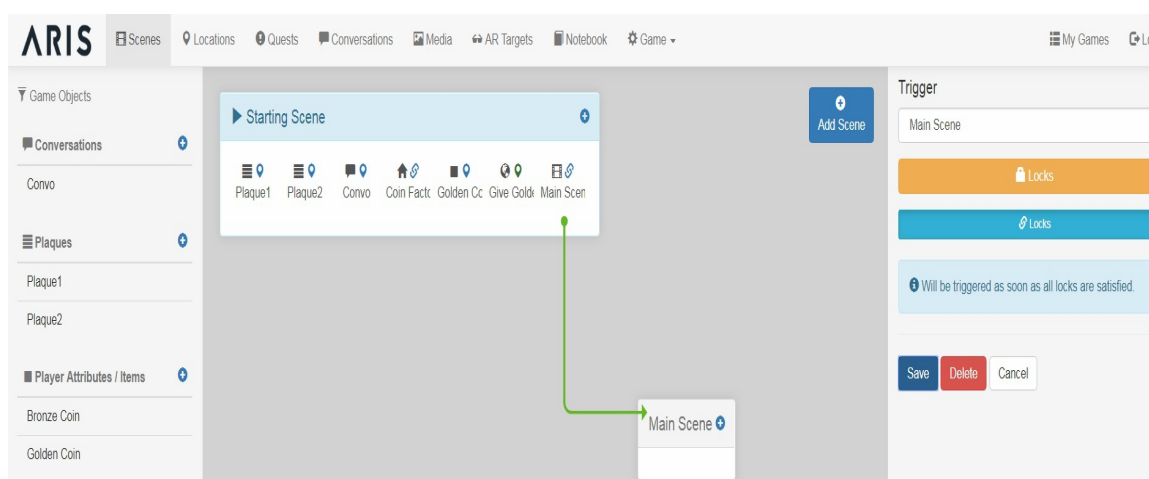 ARIS Scenes Locations Quests Conversations Media AR Targets Notebook Game My Games Lo
Game Objects
Conversations
Convo
Plaques
Plaque1
Plaque2
Player Attributes / Items
Bronze Coin
Golden Coin
Starting Scene
Plaque1 Plaque2 Convo Coin Factc Golden Cc Give Golde Main Scen
Add Scene
Main Scene
Trigger
Main Scene
Locks
Locks
Will be triggered as soon as all locks are satisfied.
Save Delete Cancel